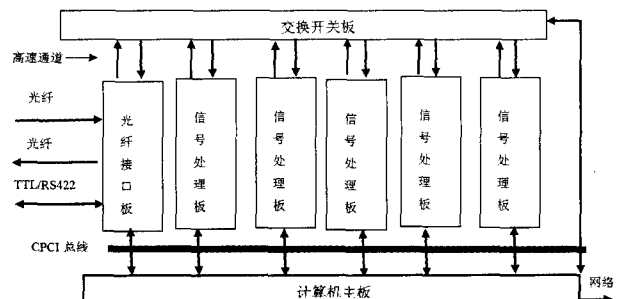 交换开关板
高速通道
光纤
光纤
TTL/RS422
光纤接口板
信号处理板
信号处理板
信号处理板
信号处理板
信号处理板
CPCI 总线
计算机主板
网络